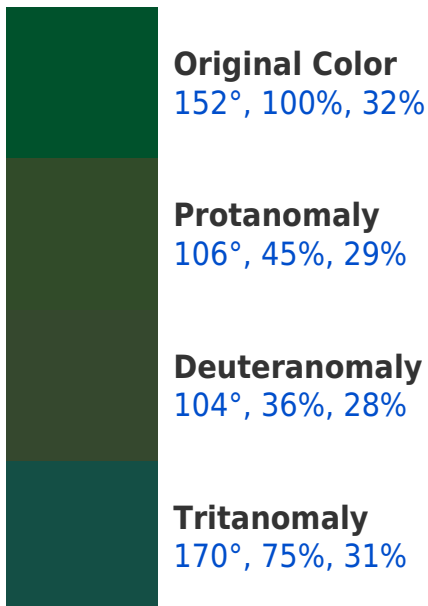 Original Color
152°, 100%, 32%
Protanomaly
106°, 45%, 29%
Deuteranomaly
104°, 36%, 28%
Tritanomaly
170°, 75%, 31%